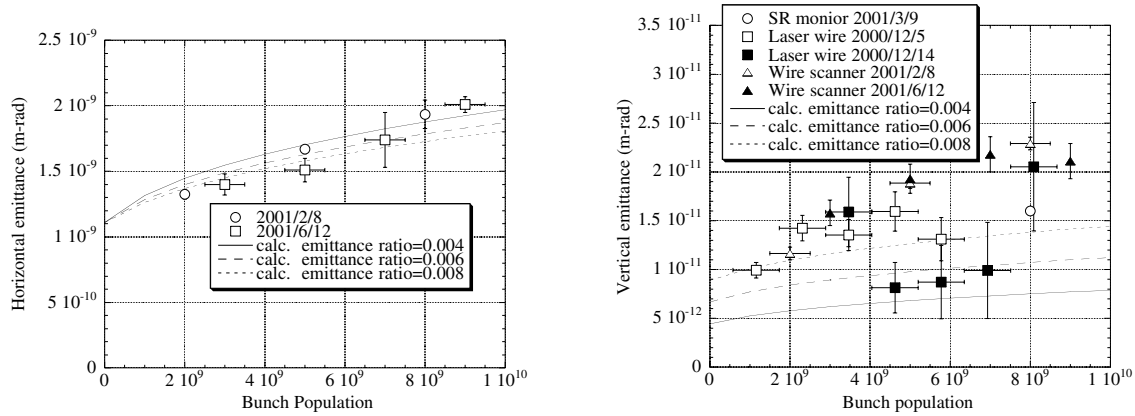 2.5 10⁻⁹
2 10⁻⁹
1.5 10⁻⁹
1 10⁻⁹
5 10⁻¹⁰
0
Horizontal emittance (m-rad)
2001/2/8
2001/6/12
calc. emittance ratio=0.004
calc. emittance ratio=0.006
calc. emittance ratio=0.008
0 2 10⁹ 4 10⁹ 6 10⁹ 8 10⁹ 1 10¹⁰
Bunch Population
3.5 10⁻¹¹
3 10⁻¹¹
2.5 10⁻¹¹
2 10⁻¹¹
1.5 10⁻¹¹
1 10⁻¹¹
5 10⁻¹²
0
Vertical emittance (m-rad)
SR monior 2001/3/9
Laser wire 2000/12/5
Laser wire 2000/12/14
Wire scanner 2001/2/8
Wire scanner 2001/6/12
calc. emittance ratio=0.004
calc. emittance ratio=0.006
calc. emittance ratio=0.008
0 2 10⁹ 4 10⁹ 6 10⁹ 8 10⁹ 1 10¹⁰
Bunch population